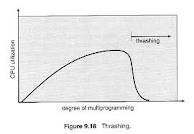 thrashing
CPU utilization
degree of multiprogramming
Figure 9.18 Thrashing.